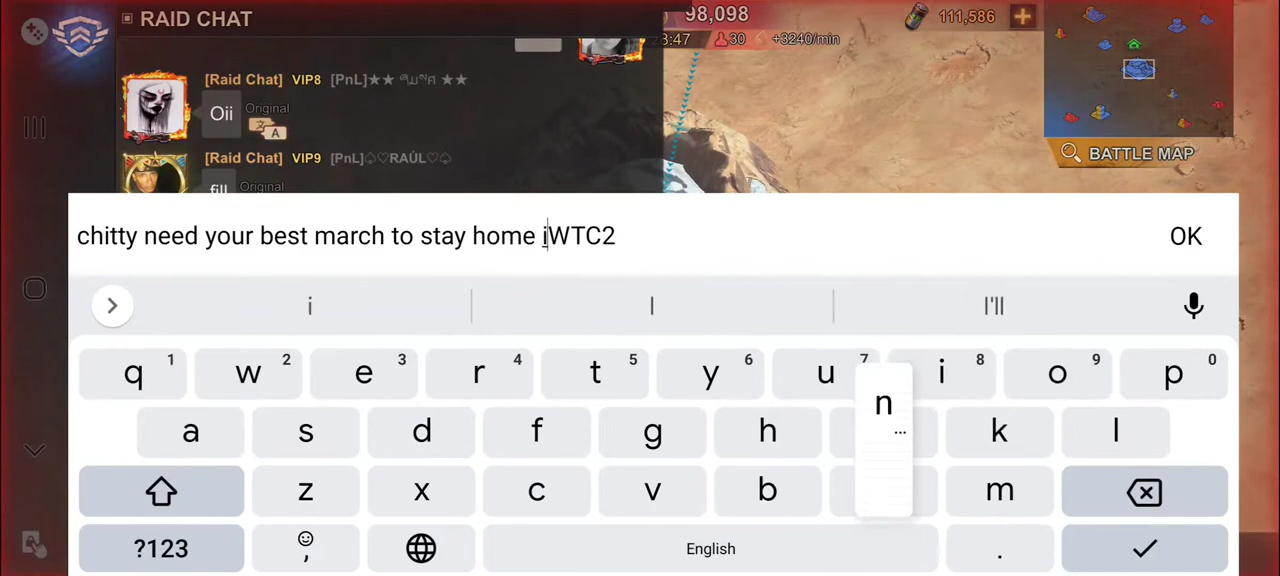 RAID CHAT
98,098
111,586
3:47 30 +3240/min
[Raid Chat] VIP8 [PnL]★★ ★★
Original
Oii
A
[Raid Chat] VIP9 [PnL]♤♡RAÚL♡♤
Original
fill
BATTLE MAP
chitty need your best march to stay home iWTC2
OK
i I I'll
q 1 w 2 e 3 r 4 t 5 y 6 u 7 i 8 o 9 p 0
n
...
a s d f g h k l
z x c v b m
?123 , English .